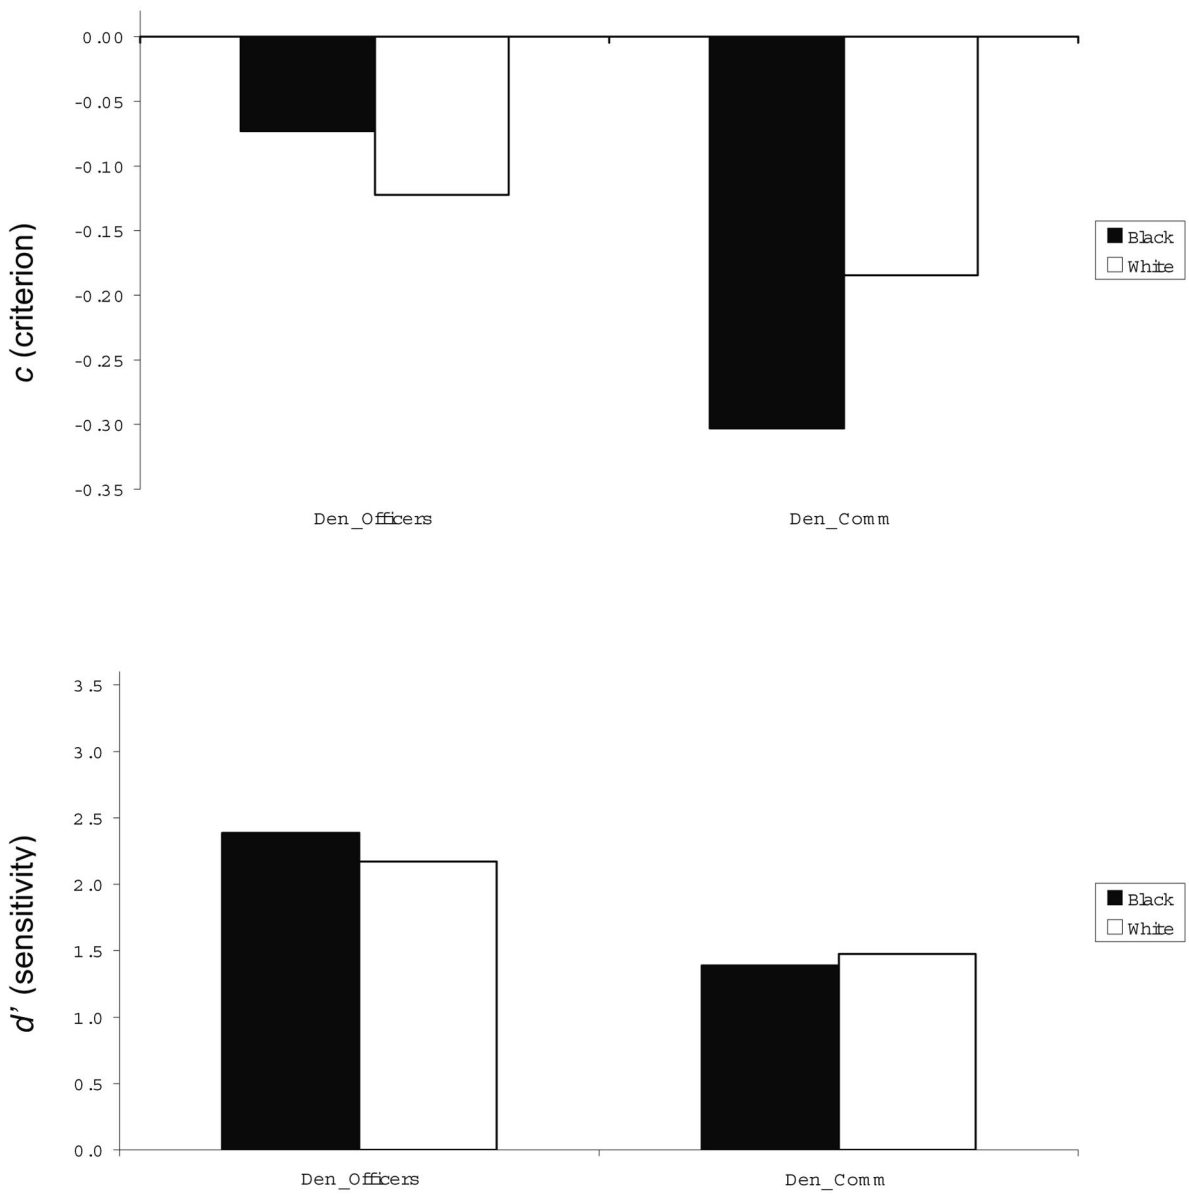 0.00
-0.05
-0.10
-0.15
-0.20
-0.25
-0.30
-0.35
c (criterion)
Black
White
Den_Officers
Den_Comm
3.5
3.0
2.5
2.0
1.5
1.0
0.5
0.0
d' (sensitivity)
Black
White
Den_Officers
Den_Comm